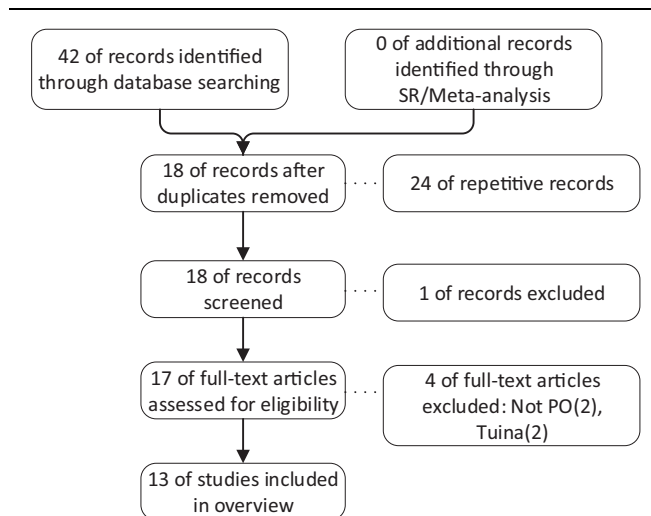 42 of records identified
through database searching
0 of additional records
identified through
SR/Meta-analysis
18 of records after
duplicates removed
24 of repetitive records
18 of records
screened
1 of records excluded
17 of full-text articles
assessed for eligibility
4 of full-text articles
excluded: Not PO(2),
Tuina(2)
13 of studies included
in overview